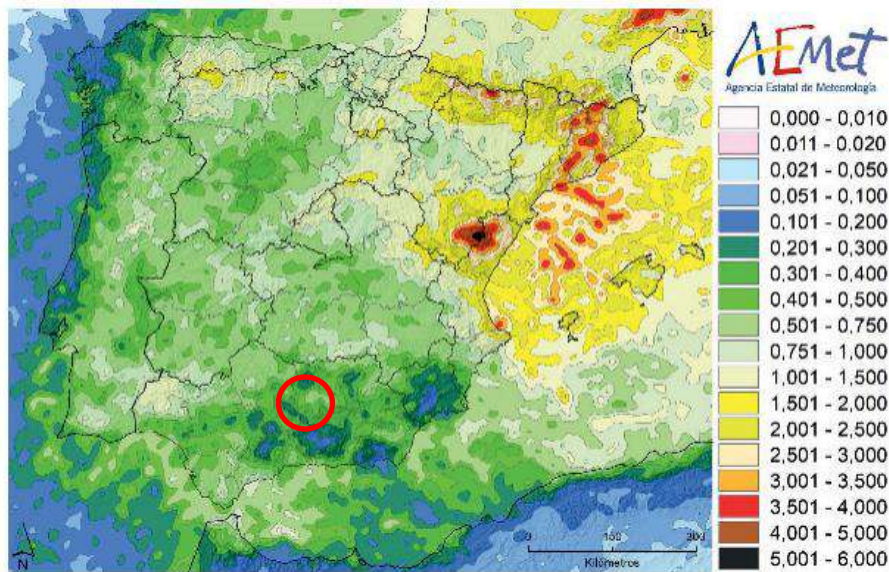 AEMet
Agencia Estatal de Meteorología
0,000 - 0,010
0,011 - 0,020
0,021 - 0,050
0,051 - 0,100
0,101 - 0,200
0,201 - 0,300
0,301 - 0,400
0,401 - 0,500
0,501 - 0,750
0,751 - 1,000
1,001 - 1,500
1,501 - 2,000
2,001 - 2,500
2,501 - 3,000
3,001 - 3,500
3,501 - 4,000
4,001 - 5,000
5,001 - 6,000
N
0 100 200
Kilómetros